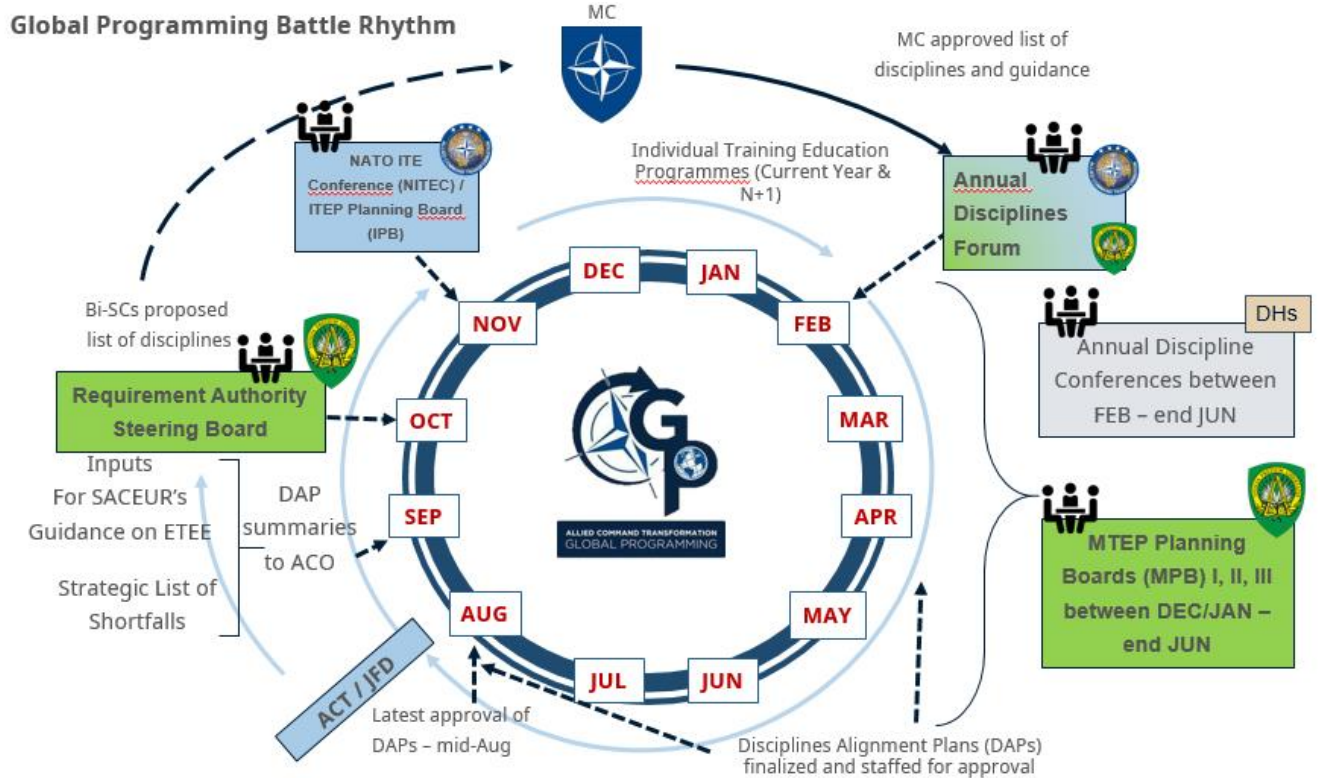 Global Programming Battle Rhythm
MC
MC approved list of
disciplines and guidance
NATO ITE
Conference (NITEC) /
ITEP Planning Board
(IPB)
Individual Training Education
Programmes (Current Year &
N+1)
Annual
Disciplines
Forum
DEC
JAN
NOV
FEB
OCT
MAR
SEP
APR
AUG
MAY
JUL
JUN
Bi-SCs proposed
list of disciplines
Requirement Authority
Steering Board
Inputs
For SACEUR’s
Guidance on ETEE
Strategic List of
Shortfalls
DAP
summaries
to ACO
GP
ALLIED COMMAND TRANSFORMATION
GLOBAL PROGRAMMING
DHs
Annual Discipline
Conferences between
FEB – end JUN
MTEP Planning
Boards (MPB) I, II, III
between DEC/JAN –
end JUN
ACT / JFD
Latest approval of
DAPs – mid-Aug
Disciplines Alignment Plans (DAPs)
finalized and staffed for approval